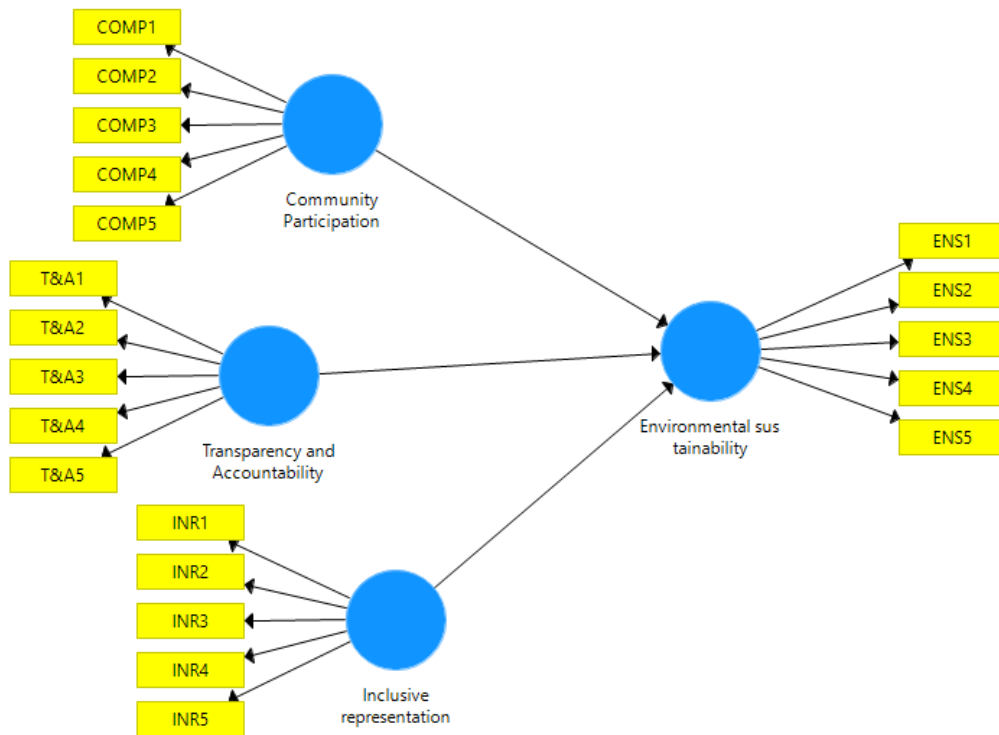 COMP1
COMP2
COMP3
COMP4
COMP5
Community
Participation
T&A1
T&A2
T&A3
T&A4
T&A5
Transparency and
Accountability
INR1
INR2
INR3
INR4
INR5
Inclusive
representation
ENS1
ENS2
ENS3
ENS4
ENS5
Environmental sus
tainability